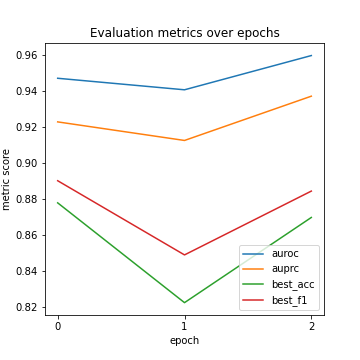 Evaluation metrics over epochs
metric score
0.96
0.94
0.92
0.90
0.88
0.86
0.84
0.82
auroc
auprc
best_acc
best_f1
0 1 2
epoch